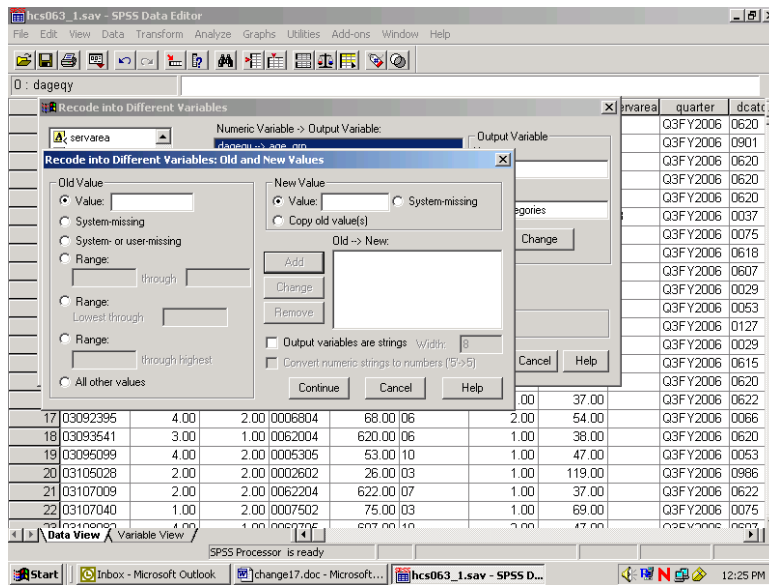 hcs063_1.sav - SPSS Data Editor
File Edit View Data Transform Analyze Graphs Utilities Add-ons Window Help
0 : dageqy
Recode into Different Variables
servarea
Numeric Variable -> Output Variable:
dageqy --> age_grp
Output Variable
egories
Change
Cancel Help
Recode into Different Variables: Old and New Values
Old Value
Value:
System-missing
System- or user-missing
Range:
through
Range:
Lowest through
Range:
through highest
All other values
New Value
Value: System-missing
Copy old value(s)
Old --> New:
Add
Change
Remove
Output variables are strings Width: 8
Convert numeric strings to numbers ('5'->5)
Continue Cancel Help
ervarea quarter dcatc
Q3FY2006 0620
Q3FY2006 0901
Q3FY2006 0620
Q3FY2006 0620
Q3FY2006 0620
Q3FY2006 0037
Q3FY2006 0075
Q3FY2006 0618
Q3FY2006 0607
Q3FY2006 0029
Q3FY2006 0053
Q3FY2006 0127
Q3FY2006 0029
Q3FY2006 0615
Q3FY2006 0620
.00 37.00 Q3FY2006 0622
17 03092395 4.00 2.00 0006804 68.00 06 2.00 54.00 Q3FY2006 0066
18 03093541 3.00 1.00 0062004 620.00 06 1.00 38.00 Q3FY2006 0620
19 03095099 4.00 2.00 0005305 53.00 10 1.00 47.00 Q3FY2006 0053
20 03105028 2.00 2.00 0002602 26.00 03 1.00 119.00 Q3FY2006 0986
21 03107009 2.00 2.00 0062204 622.00 07 1.00 37.00 Q3FY2006 0622
22 03107040 1.00 2.00 0007502 75.00 03 1.00 69.00 Q3FY2006 0075
Data View Variable View
SPSS Processor is ready
Start Inbox - Microsoft Outlook change17.doc - Microsoft... hcs063_1.sav - SPSS D... 12:25 PM